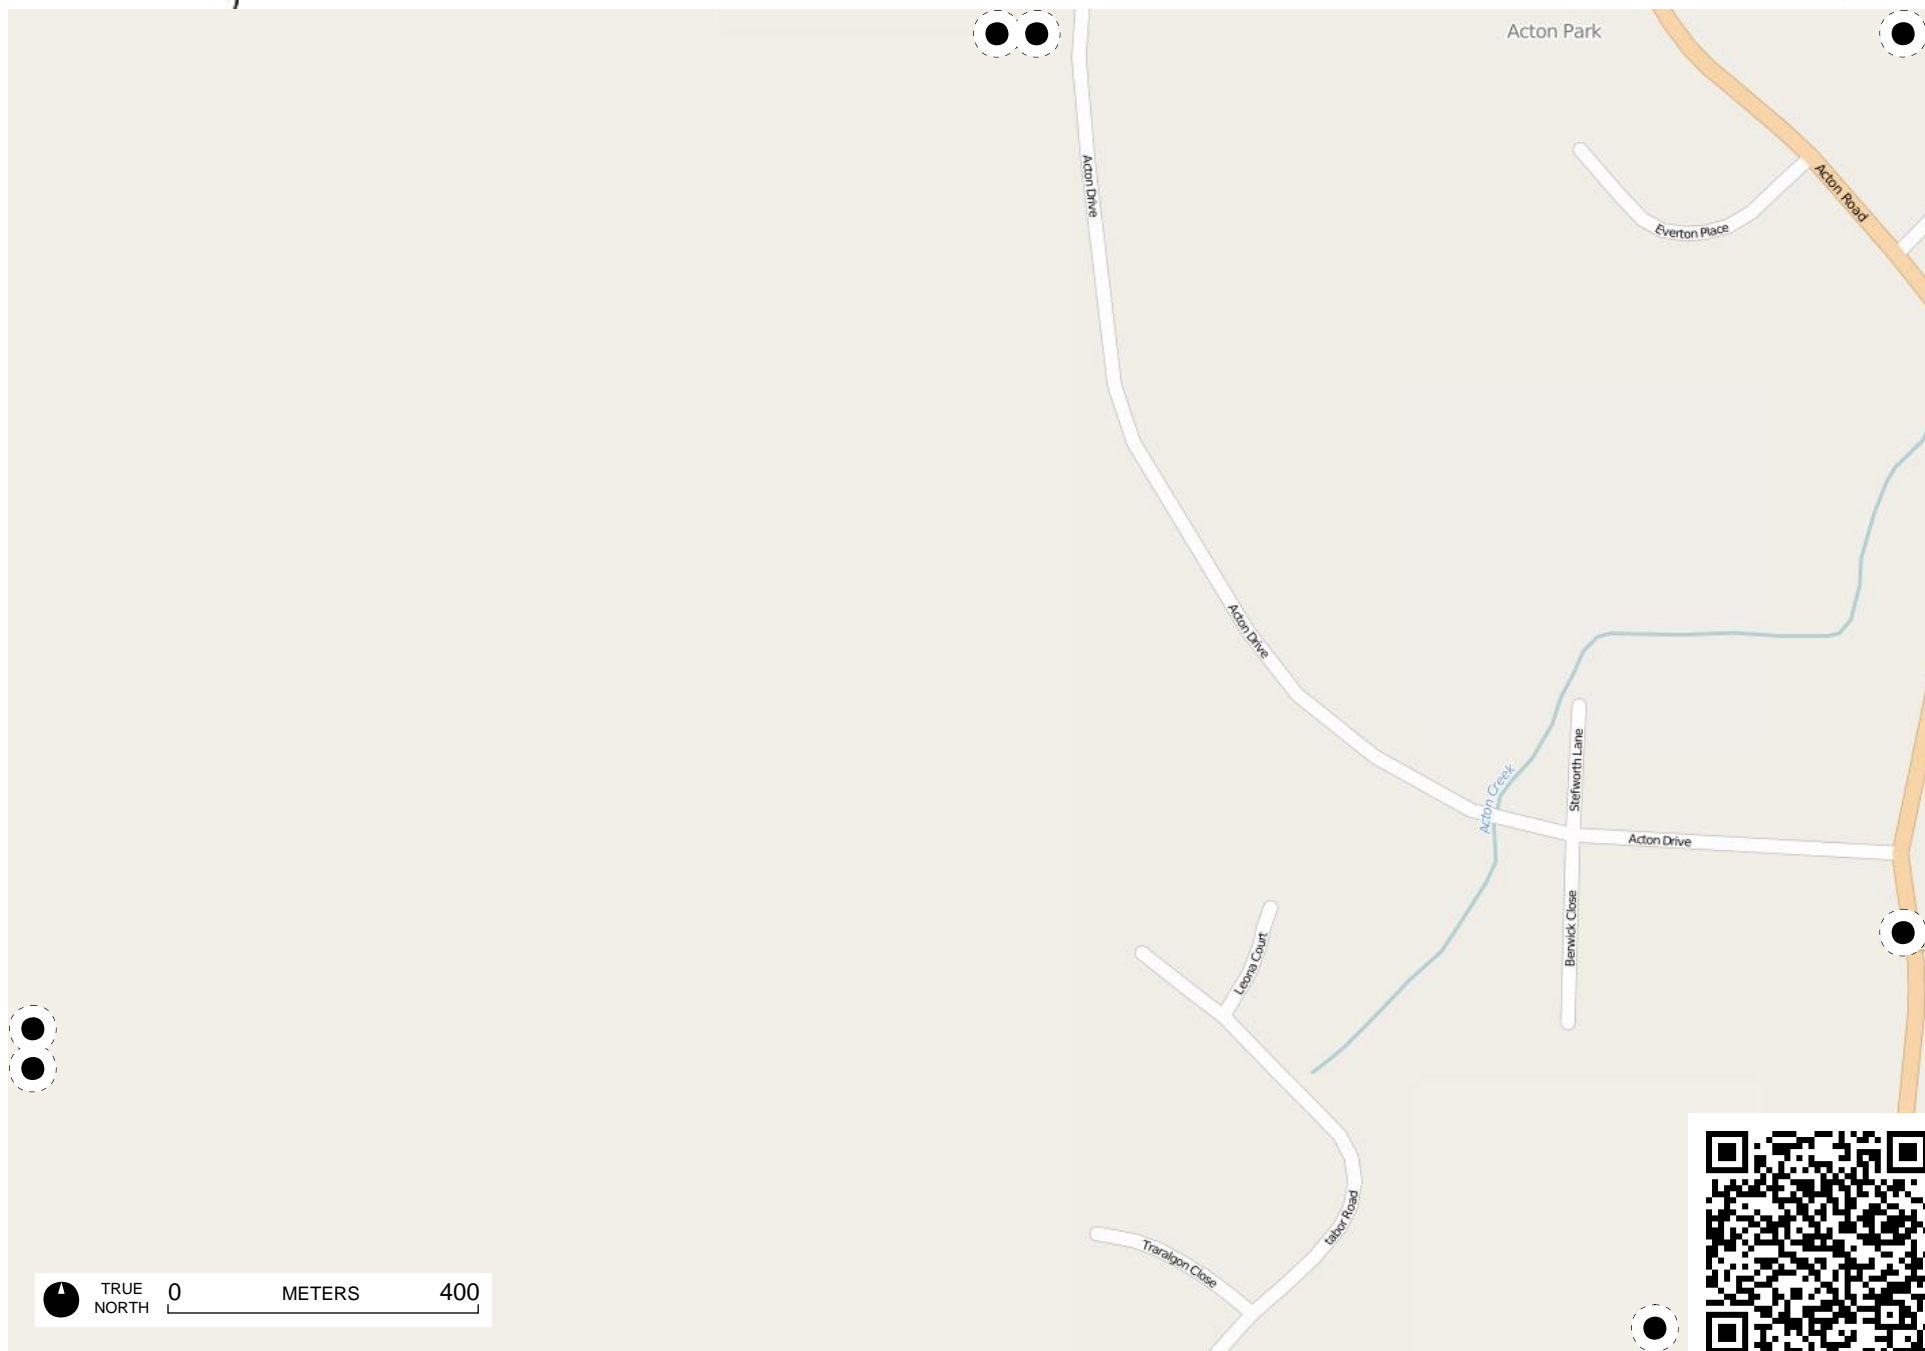 Acton Park
Acton Drive
Acton Road
Everton Place
Acton Drive
Stefworth Lane
Acton Creek
Acton Drive
Berwick Close
Leona Court
tabor Road
Traralgon Close
TRUE
NORTH
0 METERS 400